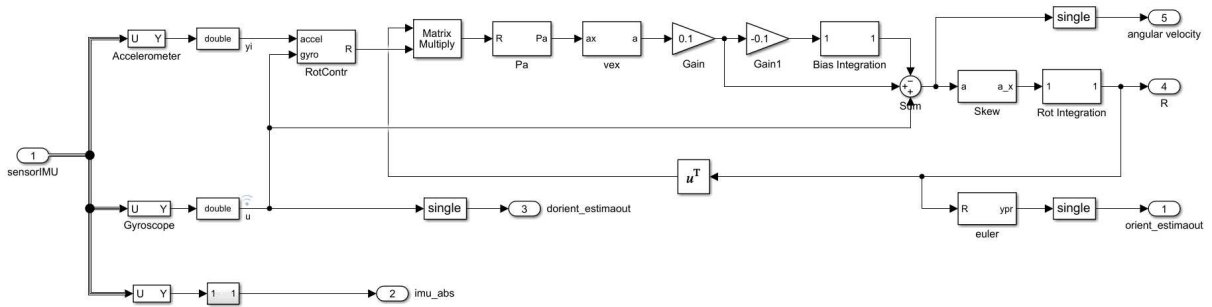 U Y
Accelerometer
double
yi
accel
gyro
R
RotContr
Matrix
Multiply
R Pa
Pa
ax a
vex
0.1
Gain
-0.1
Gain1
1 1
Bias Integration
−
+
+
Sum
a a_x
Skew
1 1
Rot Integration
single
5
angular velocity
4
R
1
sensorIMU
uᵀ
U Y
Gyroscope
double
u
single
3
dorient_estimaout
R ypr
euler
single
1
orient_estimaout
U Y
1 1
2
imu_abs